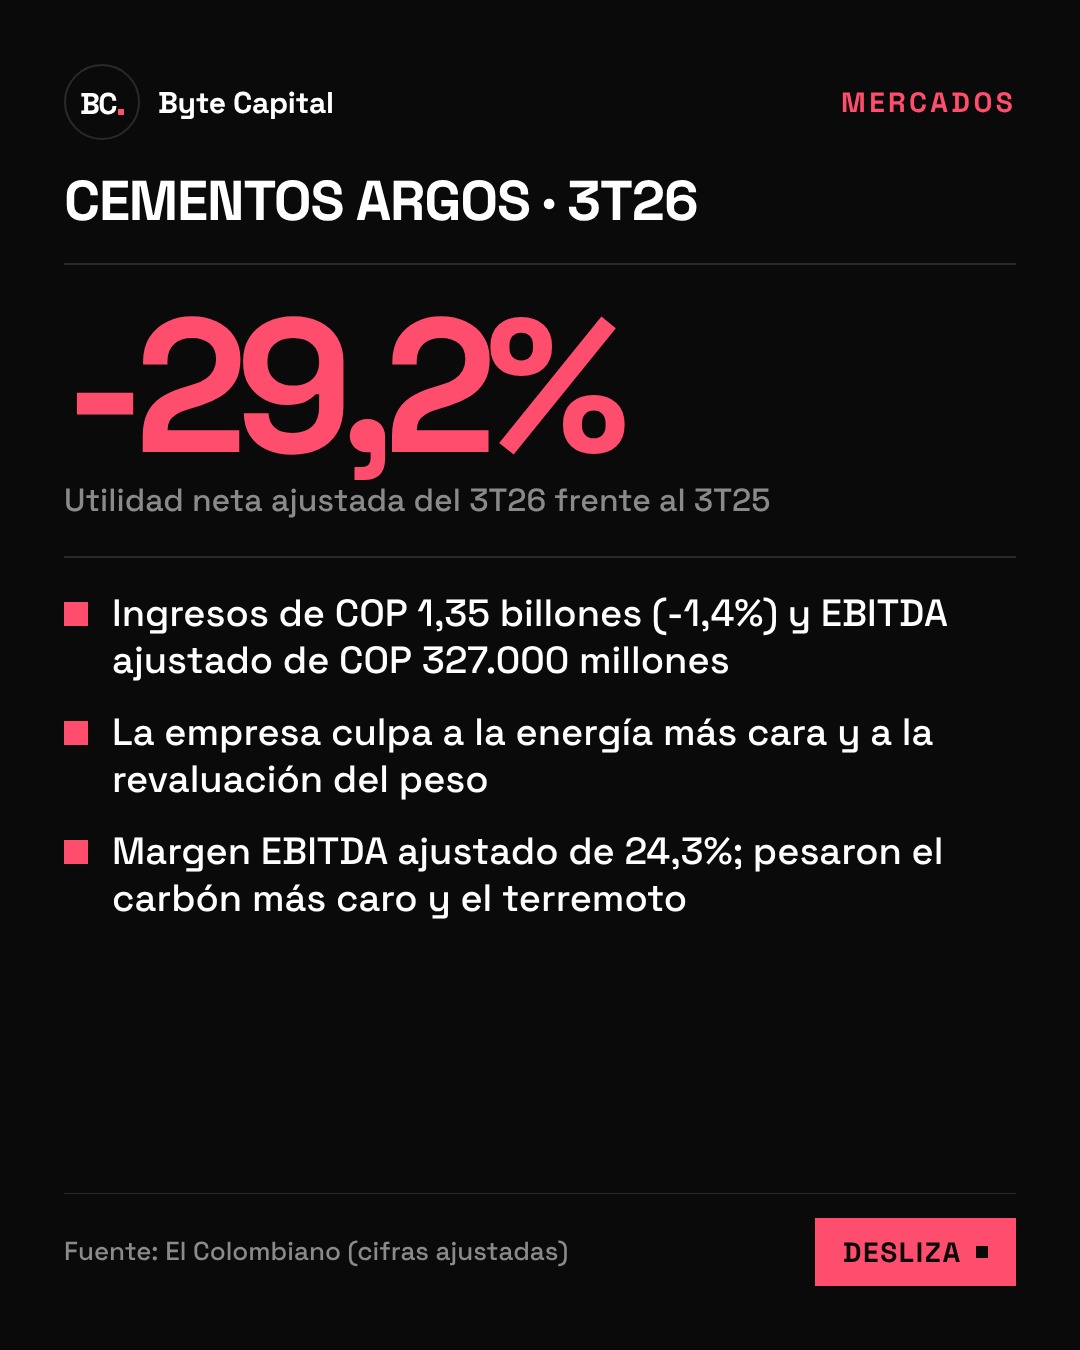 BC.
Byte Capital
MERCADOS
CEMENTOS ARGOS · 3T26
-29,2%
Utilidad neta ajustada del 3T26 frente al 3T25
Ingresos de COP 1,35 billones (-1,4%) y EBITDA
ajustado de COP 327.000 millones
La empresa culpa a la energía más cara y a la
revaluación del peso
Margen EBITDA ajustado de 24,3%; pesaron el
carbón más caro y el terremoto
Fuente: El Colombiano (cifras ajustadas)
DESLIZA